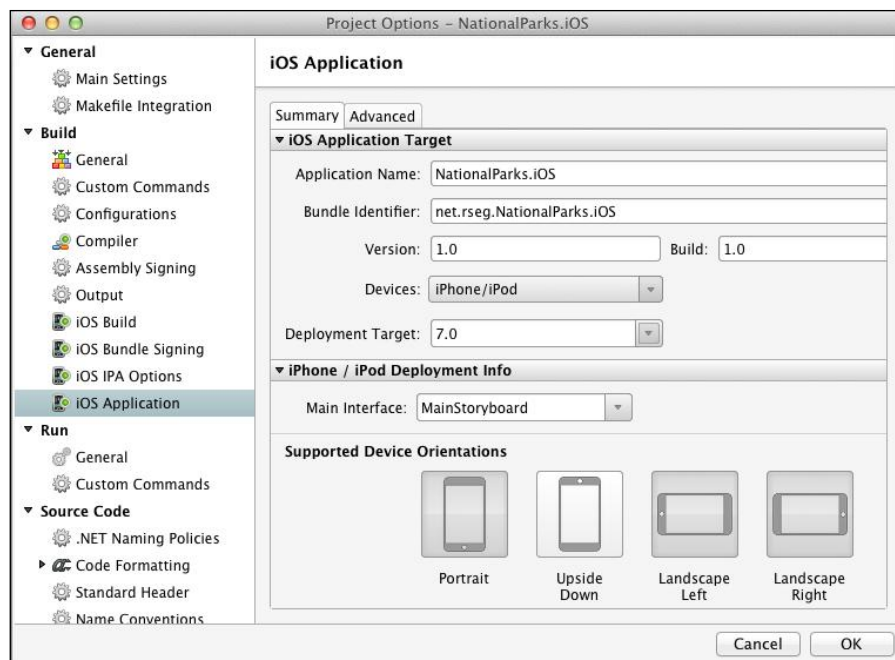 Project Options – NationalParks.iOS
General
Main Settings
Makefile Integration
Build
General
Custom Commands
Configurations
Compiler
Assembly Signing
Output
iOS Build
iOS Bundle Signing
iOS IPA Options
iOS Application
Run
General
Custom Commands
Source Code
.NET Naming Policies
Code Formatting
Standard Header
Name Conventions
iOS Application
Summary Advanced
iOS Application Target
Application Name: NationalParks.iOS
Bundle Identifier: net.rseg.NationalParks.iOS
Version: 1.0 Build: 1.0
Devices: iPhone/iPod
Deployment Target: 7.0
iPhone / iPod Deployment Info
Main Interface: MainStoryboard
Supported Device Orientations
Portrait
Upside Down
Landscape Left
Landscape Right
Cancel OK